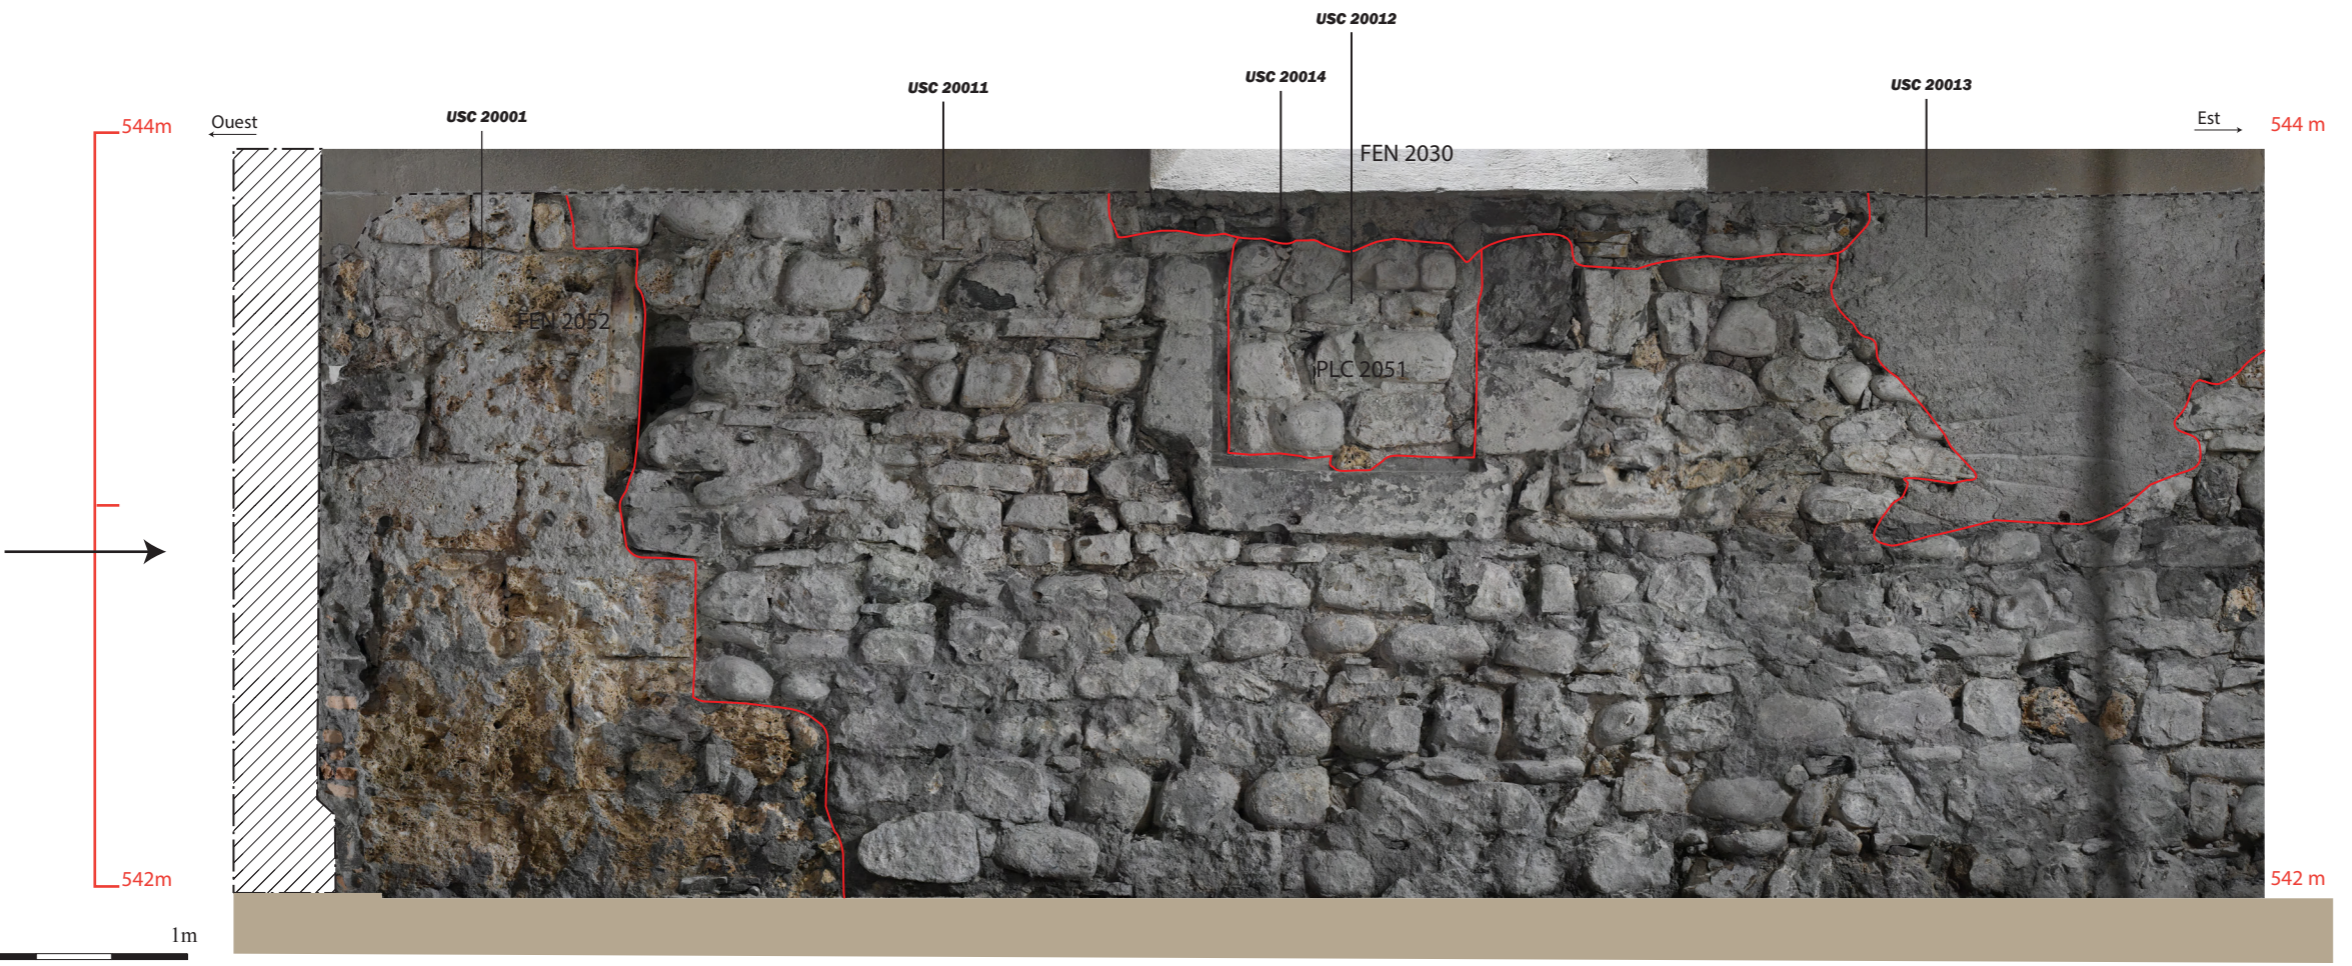 USC 20012
USC 20014
USC 20011
USC 20013
USC 20001
544m
Ouest
Est
544 m
FEN 2030
FEN 2052
PLC 2051
542m
542 m
1m